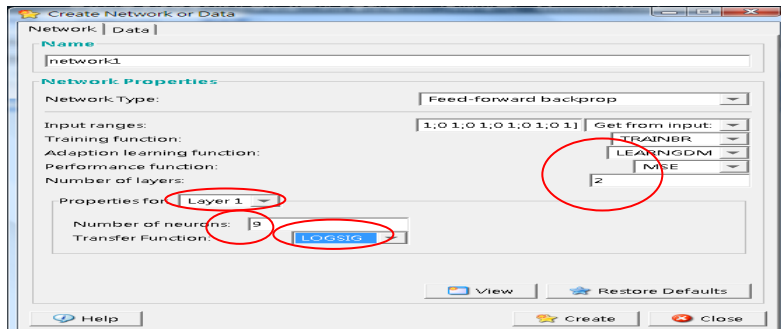 Create Network or Data
Network Data
Name
network1
Network Properties
Network Type: Feed-forward backprop
Input ranges: 1;0 1;0 1;0 1;0 1;0 1] Get from input:
Training function: TRAINBR
Adaption learning function: LEARNGDM
Performance function: MSE
Number of layers: 2
Properties for: Layer 1
Number of neurons: 9
Transfer Function: LOGSIG
View Restore Defaults
Help Create Close